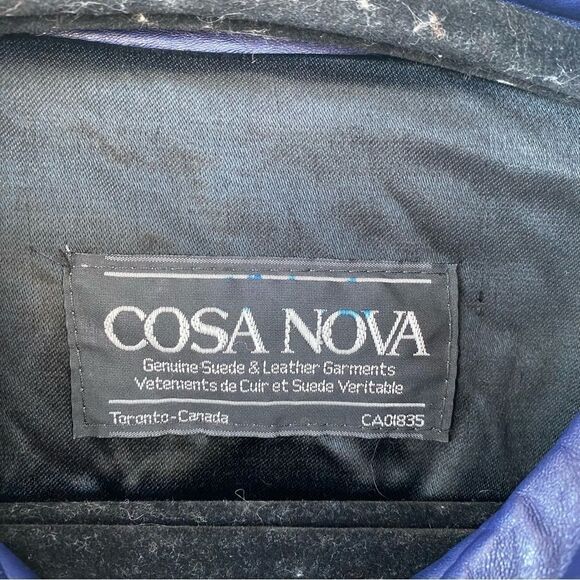 COSA NOVA
Genuine Suede & Leather Garments
Vetements de Cuir et Suede Veritable
Toronto-Canada CA01835